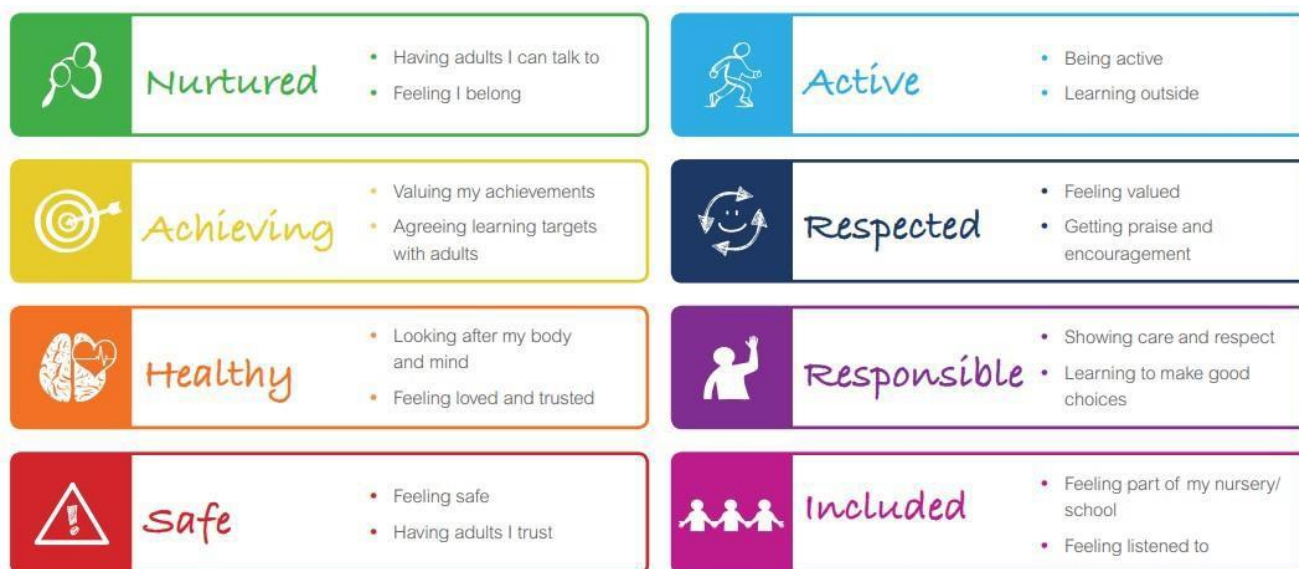 Nurtured
• Having adults I can talk to
• Feeling I belong
Active
• Being active
• Learning outside
Achieving
• Valuing my achievements
• Agreeing learning targets
with adults
Respected
• Feeling valued
• Getting praise and
encouragement
Healthy
• Looking after my body
and mind
• Feeling loved and trusted
Responsible
• Showing care and respect
• Learning to make good
choices
Safe
• Feeling safe
• Having adults I trust
Included
• Feeling part of my nursery/
school
• Feeling listened to